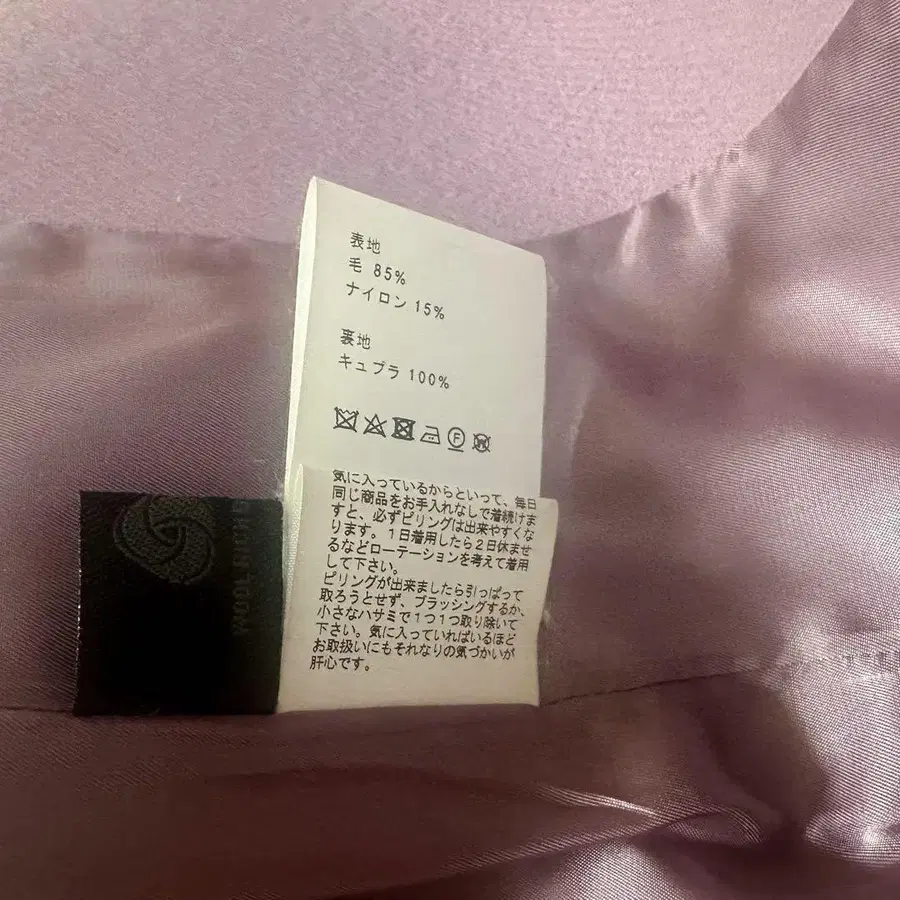 表地
毛 85%
ナイロン 15%
裏地
キュプラ 100%
F
W
気に入っているからといって、毎日
同じ商品をお手入れなしで着続けま
すと、必ずピリングは出来やすくな
ります。1日着用したら2日休ませ
るなどローテーションを考えて着用
して下さい。
ピリングが出来ましたら引っぱって
取ろうとせず、ブラッシングするか、
小さなハサミで1つ1つ取り除いて
下さい。気に入っていればいるほど
お取扱いにもそれなりの気づかいが
肝心です。
WOOL